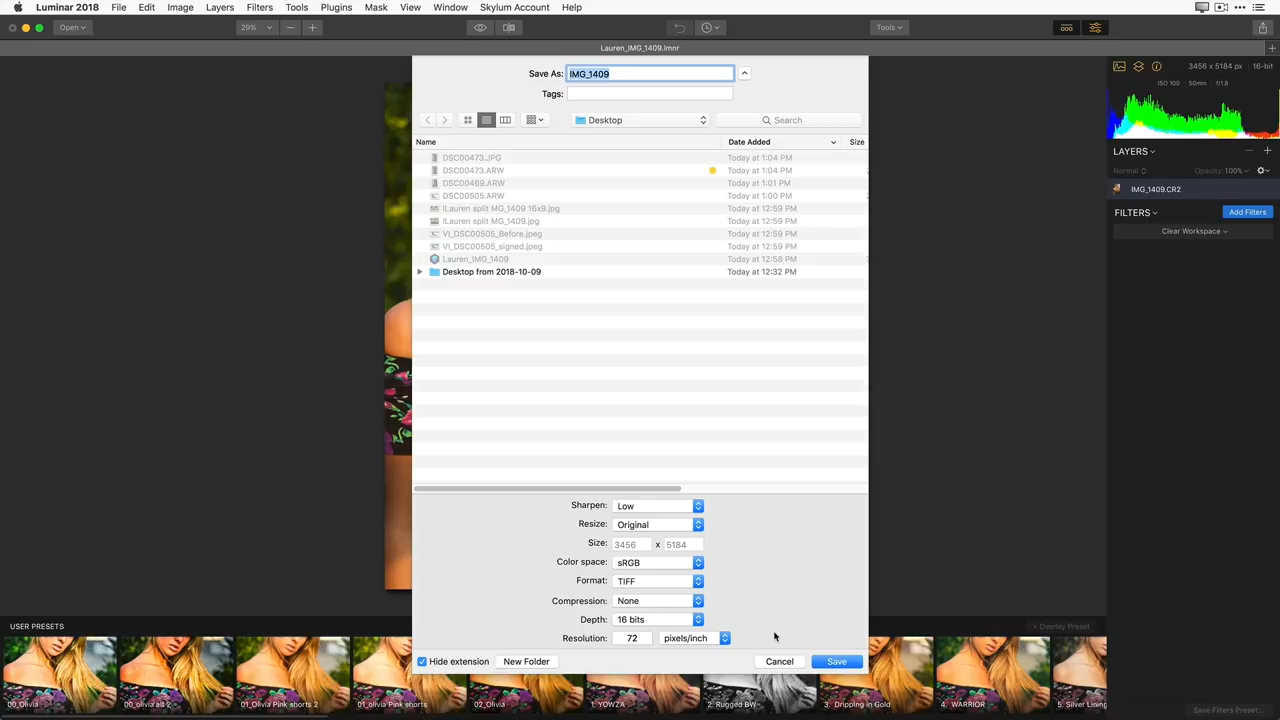 Luminar 2018 File Edit Image Layers Filters Tools Plugins Mask View Window Skylum Account Help
Open 29% Tools
Lauren_IMG_1409.lmnr
Save As: IMG_1409
Tags:
Desktop Search
Name Date Added Size
DSC00473.JPG Today at 1:04 PM
DSC00473.ARW Today at 1:04 PM
DSC00469.ARW Today at 1:01 PM
DSC00505.ARW Today at 1:00 PM
lLauren split MG_1409 16x9.jpg Today at 12:59 PM
lLauren split MG_1409.jpg Today at 12:59 PM
VI_DSC00505_Before.jpeg Today at 12:59 PM
VI_DSC00505_signed.jpeg Today at 12:59 PM
Lauren_IMG_1409 Today at 12:58 PM
Desktop from 2018-10-09 Today at 12:32 PM
Sharpen: Low
Resize: Original
Size: 3456 x 5184
Color space: sRGB
Format: TIFF
Compression: None
Depth: 16 bits
Resolution: 72 pixels/inch
Hide extension New Folder Cancel Save
3456 x 5184 px 16-bit
ISO 100 50mm f/1.8
LAYERS
Normal Opacity: 100%
IMG_1409.CR2
FILTERS Add Filters
Clear Workspace
USER PRESETS
+ Overlay Preset
00_Olivia
00_olivia alt 2
01_Olivia Pink shorts 2
01_Olivia Pink shorts
02_Olivia
1. YOWZA
2. Rugged BW
3. Dripping in Gold
4. WARRIOR
5. Silver Lining
Save Filters Preset...